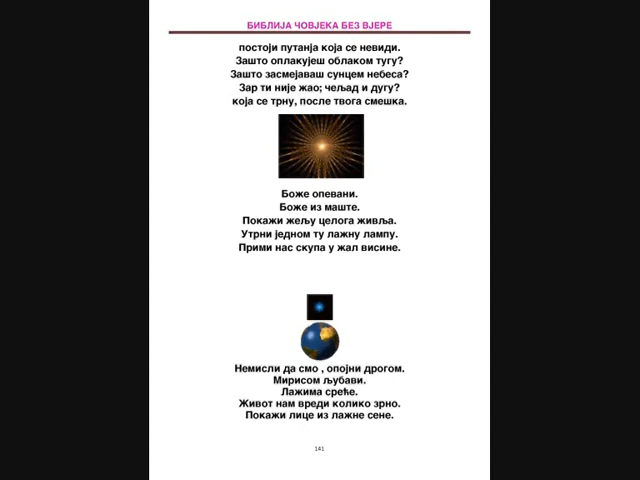 БИБЛИЈА ЧОВЈЕКА БЕЗ ВЈЕРЕ
постоји путања која се невиди.
Зашто оплакујеш облаком тугу?
Зашто засмејаваш сунцем небеса?
Зар ти није жао; чељад и дугу?
која се трну, после твога смешка.
Боже опевани.
Боже из маште.
Покажи жељу целога живља.
Утрни једном ту лажну лампу.
Прими нас скупа у жал висине.
Немисли да смо , опојни дрогом.
Мирисом љубави.
Лажима среће.
Живот нам вреди колико зрно.
Покажи лице из лажне сене.
141